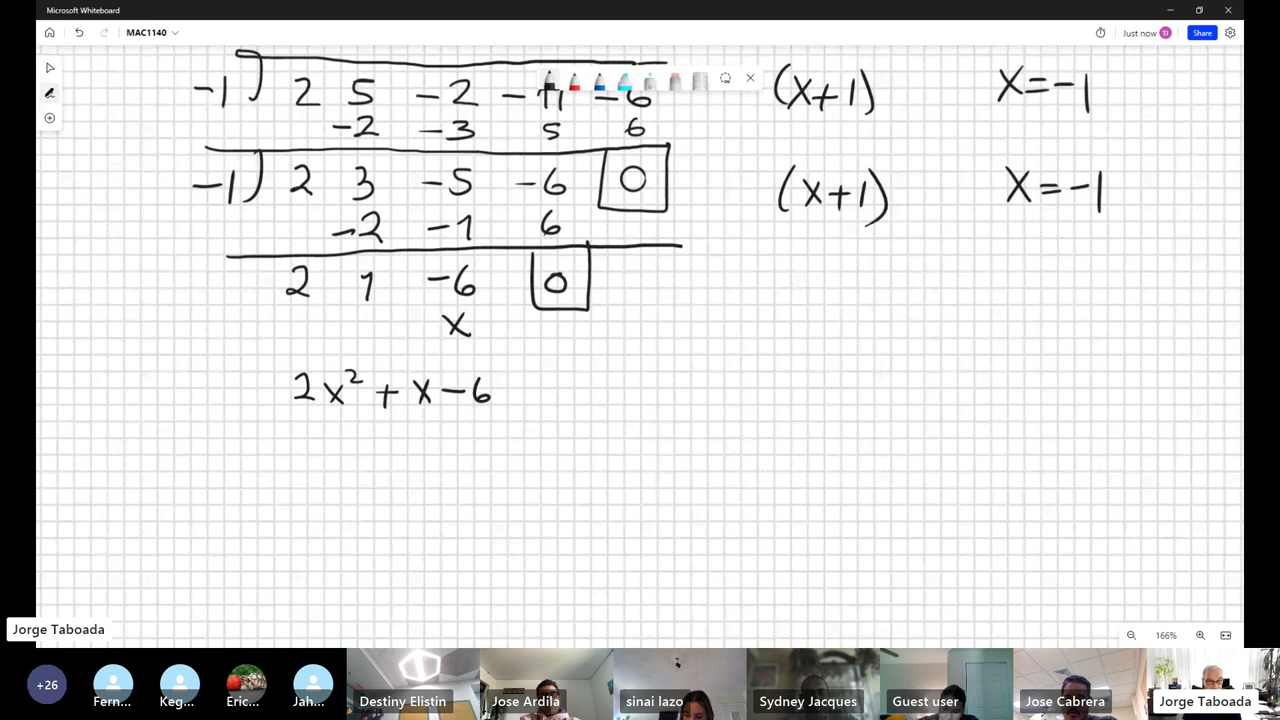 Microsoft Whiteboard
MAC1140
Just now TJ Share
-1 2 5 -2 -11 -6 (x+1) x=-1
-2 -3 5 6
-1 2 3 -5 -6 0 (x+1) x=-1
-2 -1 6
2 1 -6 0
x
2x² + x - 6
Jorge Taboada
166%
+26 Fern... Keg... Eric... Jah... Destiny Elistin Jose Ardila sinai lazo Sydney Jacques Guest user Jose Cabrera Jorge Taboada